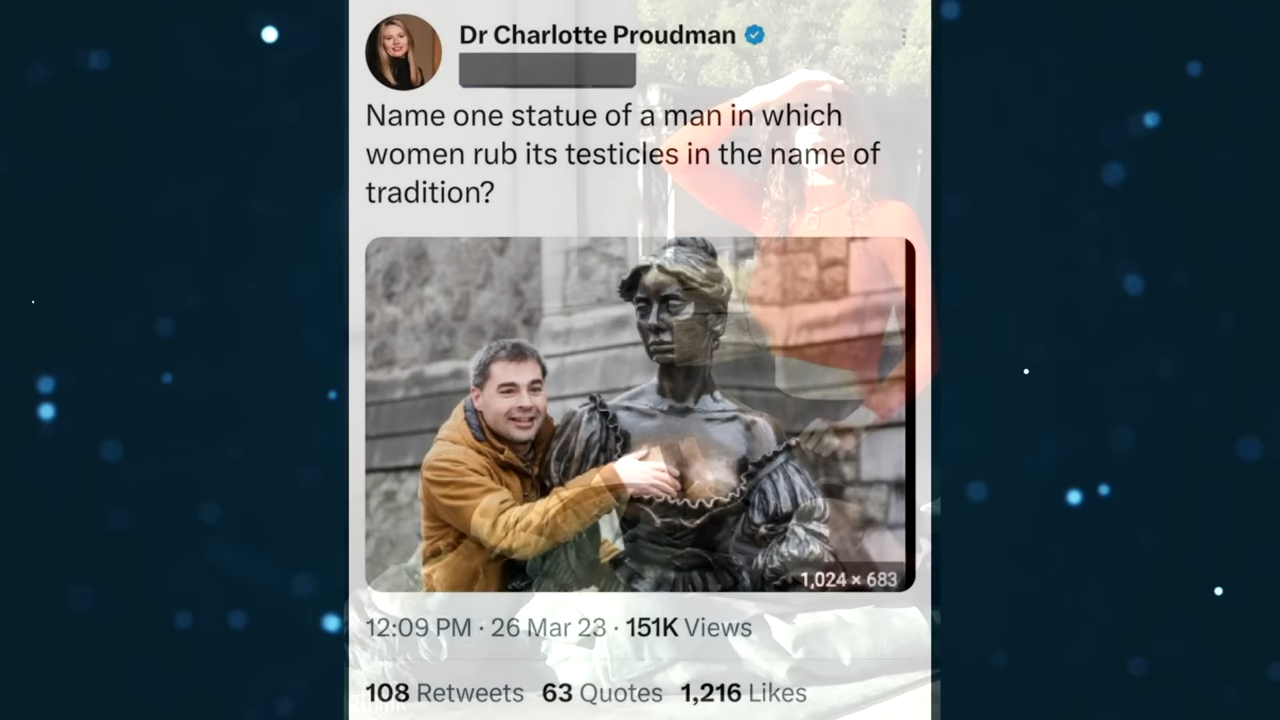 Dr Charlotte Proudman
Name one statue of a man in which
women rub its testicles in the name of
tradition?
1,024 × 683
12:09 PM · 26 Mar 23 · 151K Views
108 Retweets 63 Quotes 1,216 Likes